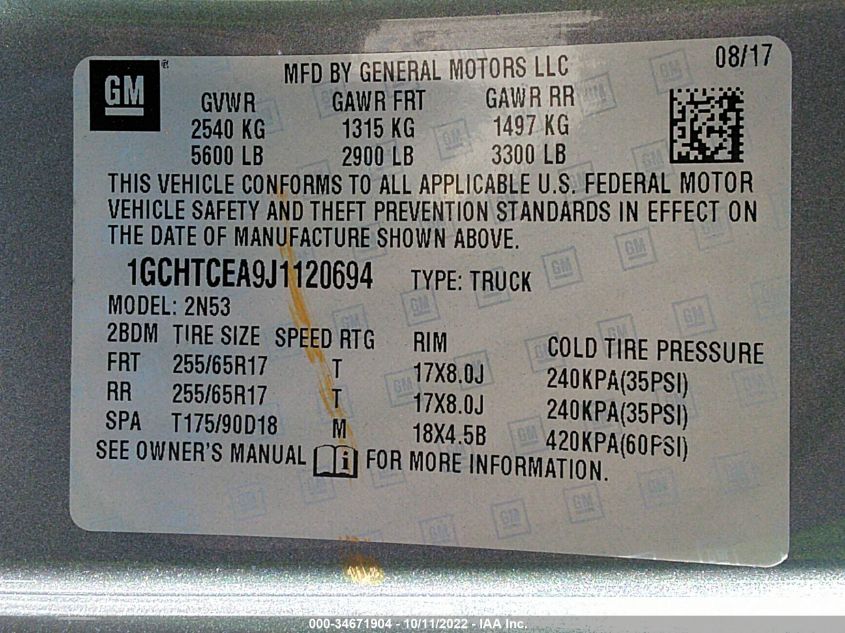 GM ® MFD BY GENERAL MOTORS LLC 08/17
GVWR GAWR FRT GAWR RR
2540 KG 1315 KG 1497 KG
5600 LB 2900 LB 3300 LB
THIS VEHICLE CONFORMS TO ALL APPLICABLE U.S. FEDERAL MOTOR
VEHICLE SAFETY AND THEFT PREVENTION STANDARDS IN EFFECT ON
THE DATE OF MANUFACTURE SHOWN ABOVE.
1GCHTCEA9J1120694 TYPE: TRUCK
MODEL: 2N53
2BDM TIRE SIZE SPEED RTG RIM COLD TIRE PRESSURE
FRT 255/65R17 T 17X8.0J 240KPA(35PSI)
RR 255/65R17 T 17X8.0J 240KPA(35PSI)
SPA T175/90D18 M 18X4.5B 420KPA(60PSI)
SEE OWNER'S MANUAL i FOR MORE INFORMATION.
000-34671904 - 10/11/2022 - IAA Inc.